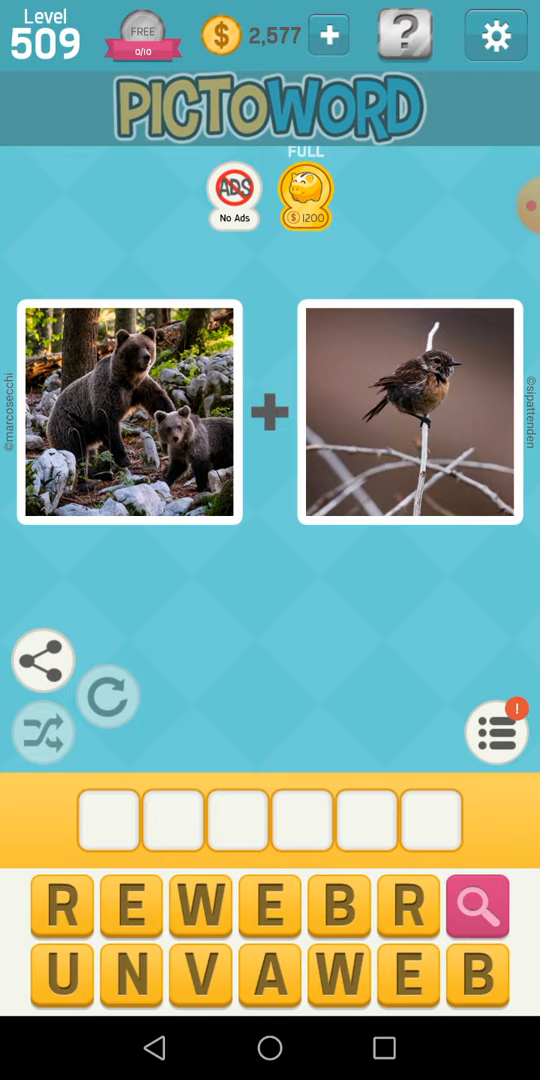 Level
509
FREE
0/10
2,577
+
?
PICTOWORD
FULL
ADS
No Ads
$ 1200
©marcosecchi
+
©sipattenden
!
R E W E B R
U N V A W E B